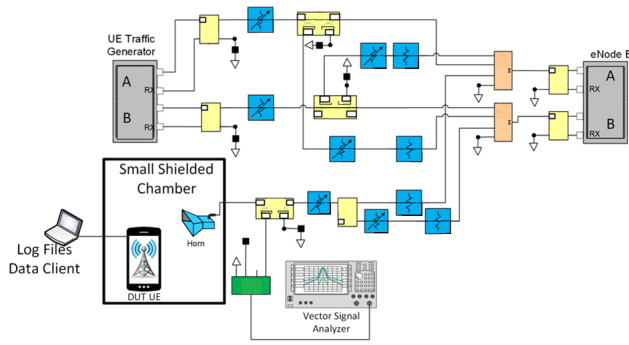 UE Traffic
Generator
A
RX
B
RX
eNode B
A
RX
B
RX
Σ
Σ
Small Shielded
Chamber
Horn
DUT UE
Log Files
Data Client
Vector Signal
Analyzer